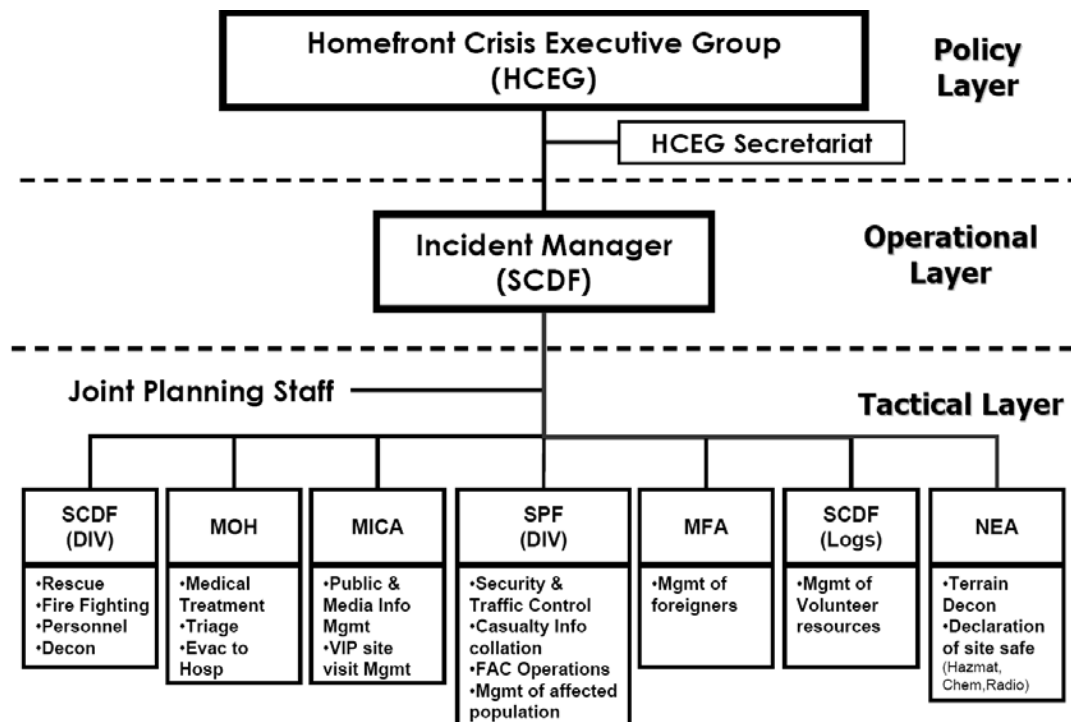 Homefront Crisis Executive Group
(HCEG)
Policy
Layer
HCEG Secretariat
Incident Manager
(SCDF)
Operational
Layer
Joint Planning Staff
Tactical Layer
SCDF
(DIV)
•Rescue
•Fire Fighting
•Personnel
•Decon
MOH
•Medical
Treatment
•Triage
•Evac to
Hosp
MICA
•Public &
Media Info
Mgmt
•VIP site
visit Mgmt
SPF
(DIV)
•Security &
Traffic Control
•Casualty Info
collation
•FAC Operations
•Mgmt of affected
population
MFA
•Mgmt of
foreigners
SCDF
(Logs)
•Mgmt of
Volunteer
resources
NEA
•Terrain
Decon
•Declaration
of site safe
(Hazmat,
Chem,Radio)